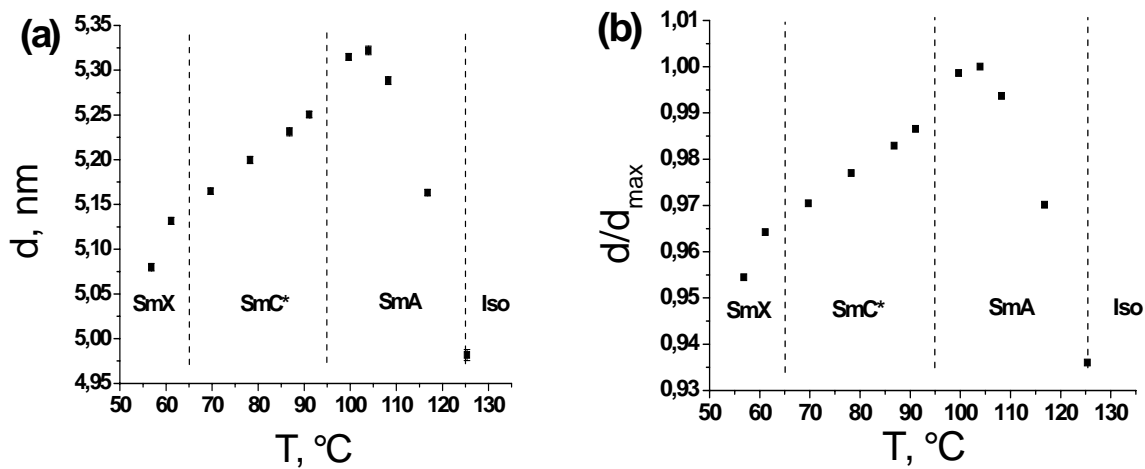 (a)
5,35
5,30
5,25
5,20
5,15
5,10
5,05
5,00
4,95
d, nm
SmX
SmC*
SmA
Iso
50 60 70 80 90 100 110 120 130
T, °C
(b)
1,01
1,00
0,99
0,98
0,97
0,96
0,95
0,94
0,93
d/dmax
SmX
SmC*
SmA
Iso
50 60 70 80 90 100 110 120 130
T, °C